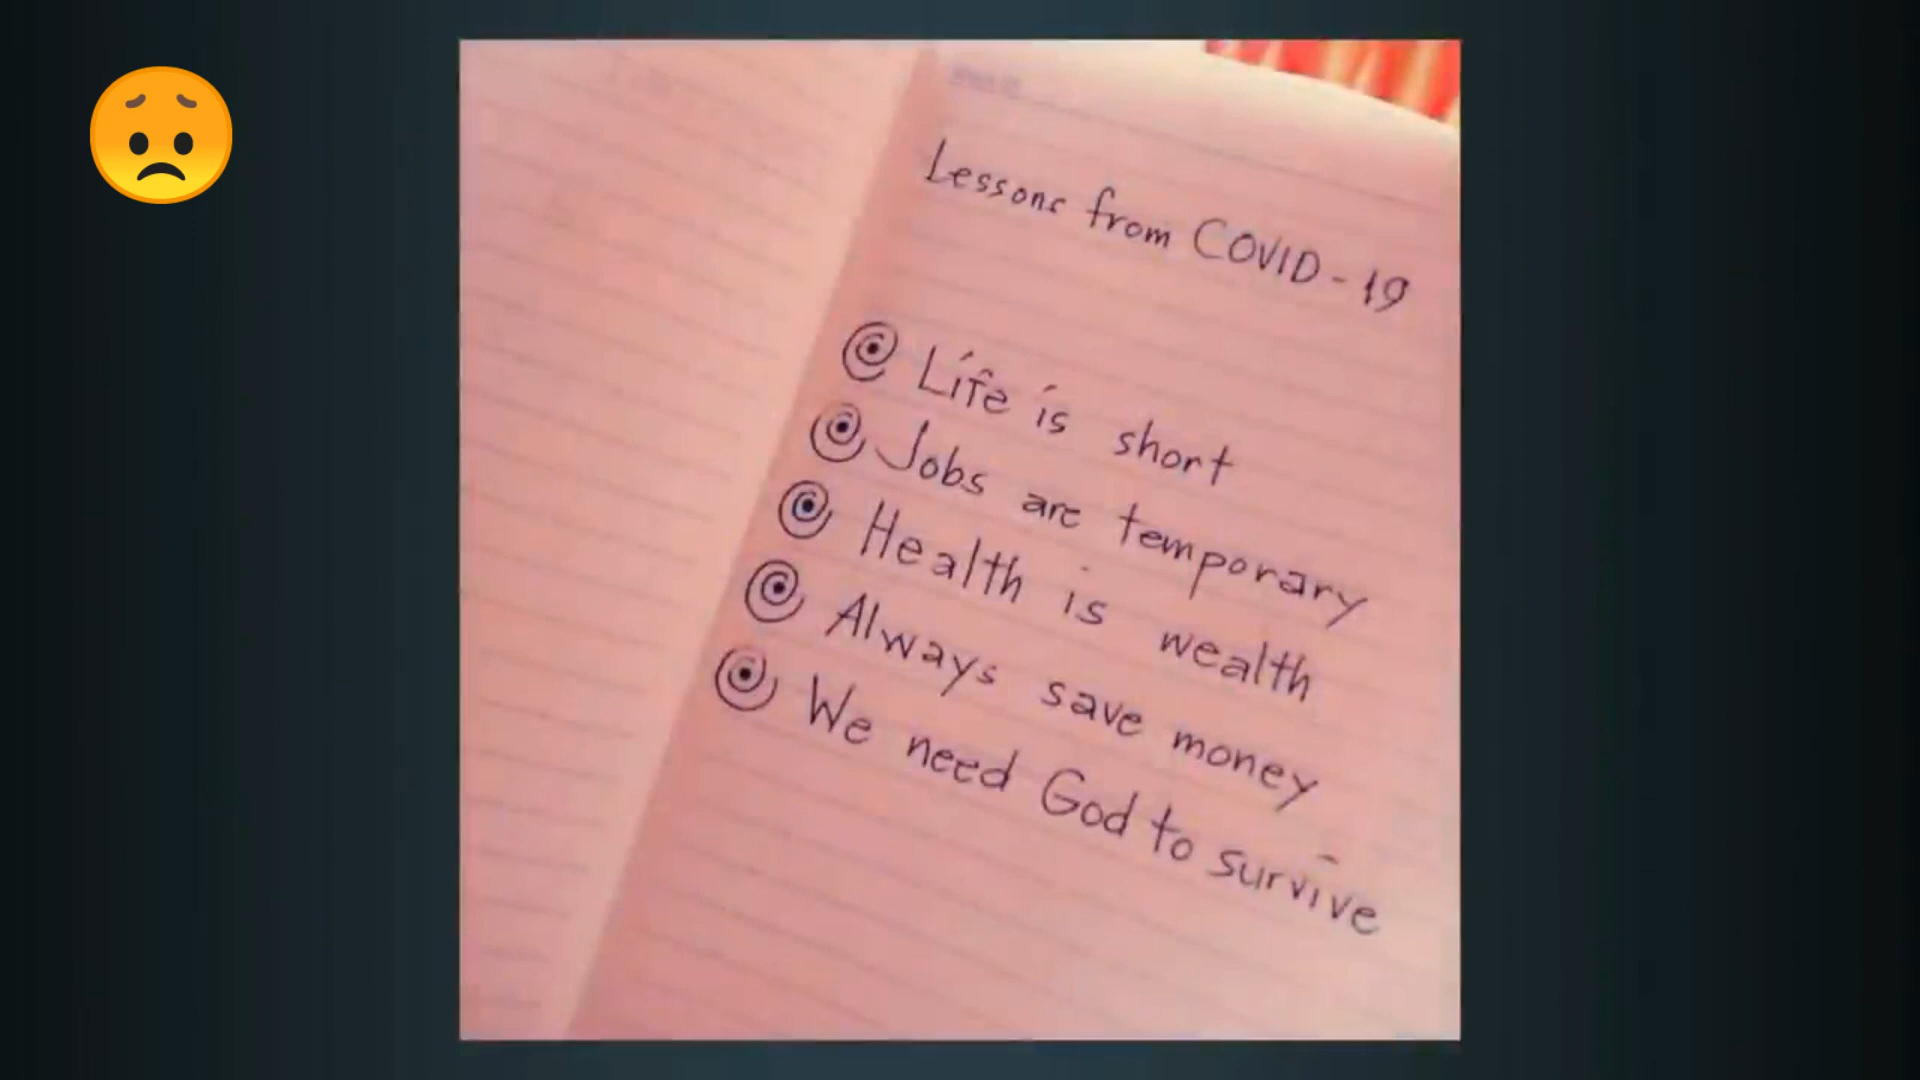 Lessons from COVID-19
Life is short
Jobs are temporary
Health is wealth
Always save money
We need God to survive